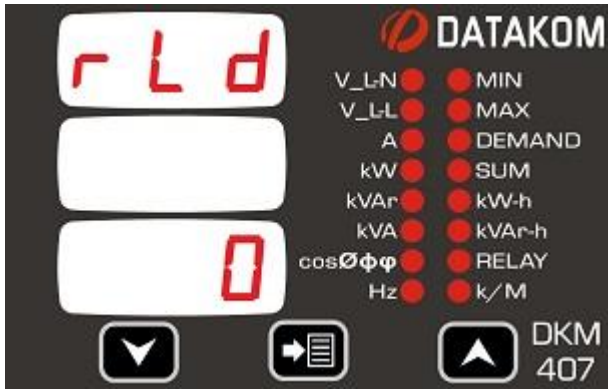 DATAKOM
rLd
0
V_L-N
V_L-L
A
kW
kVAr
kVA
cosØφφ
Hz
MIN
MAX
DEMAND
SUM
kW-h
kVAr-h
RELAY
k/M
DKM
407